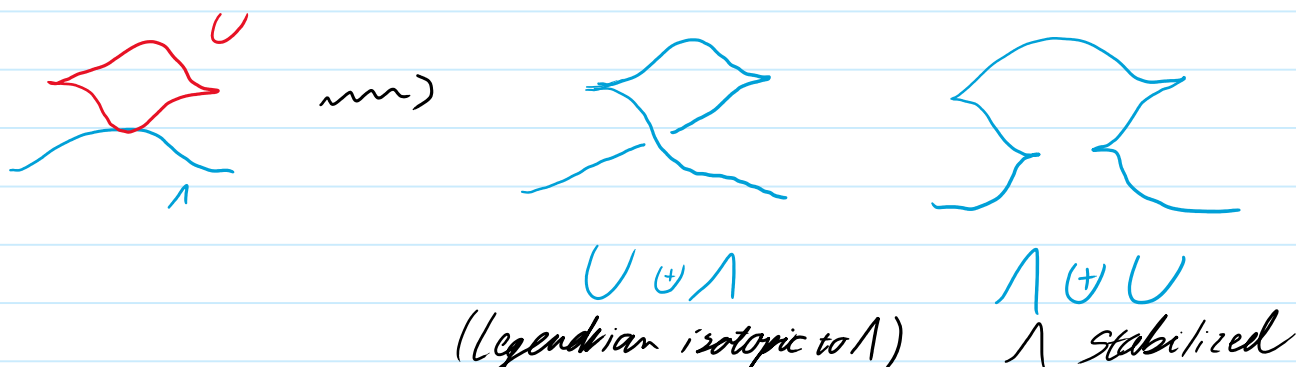 U
Λ
U ⨄ Λ
Λ ⨄ U
(Legendrian isotopic to Λ)
Λ stabilized